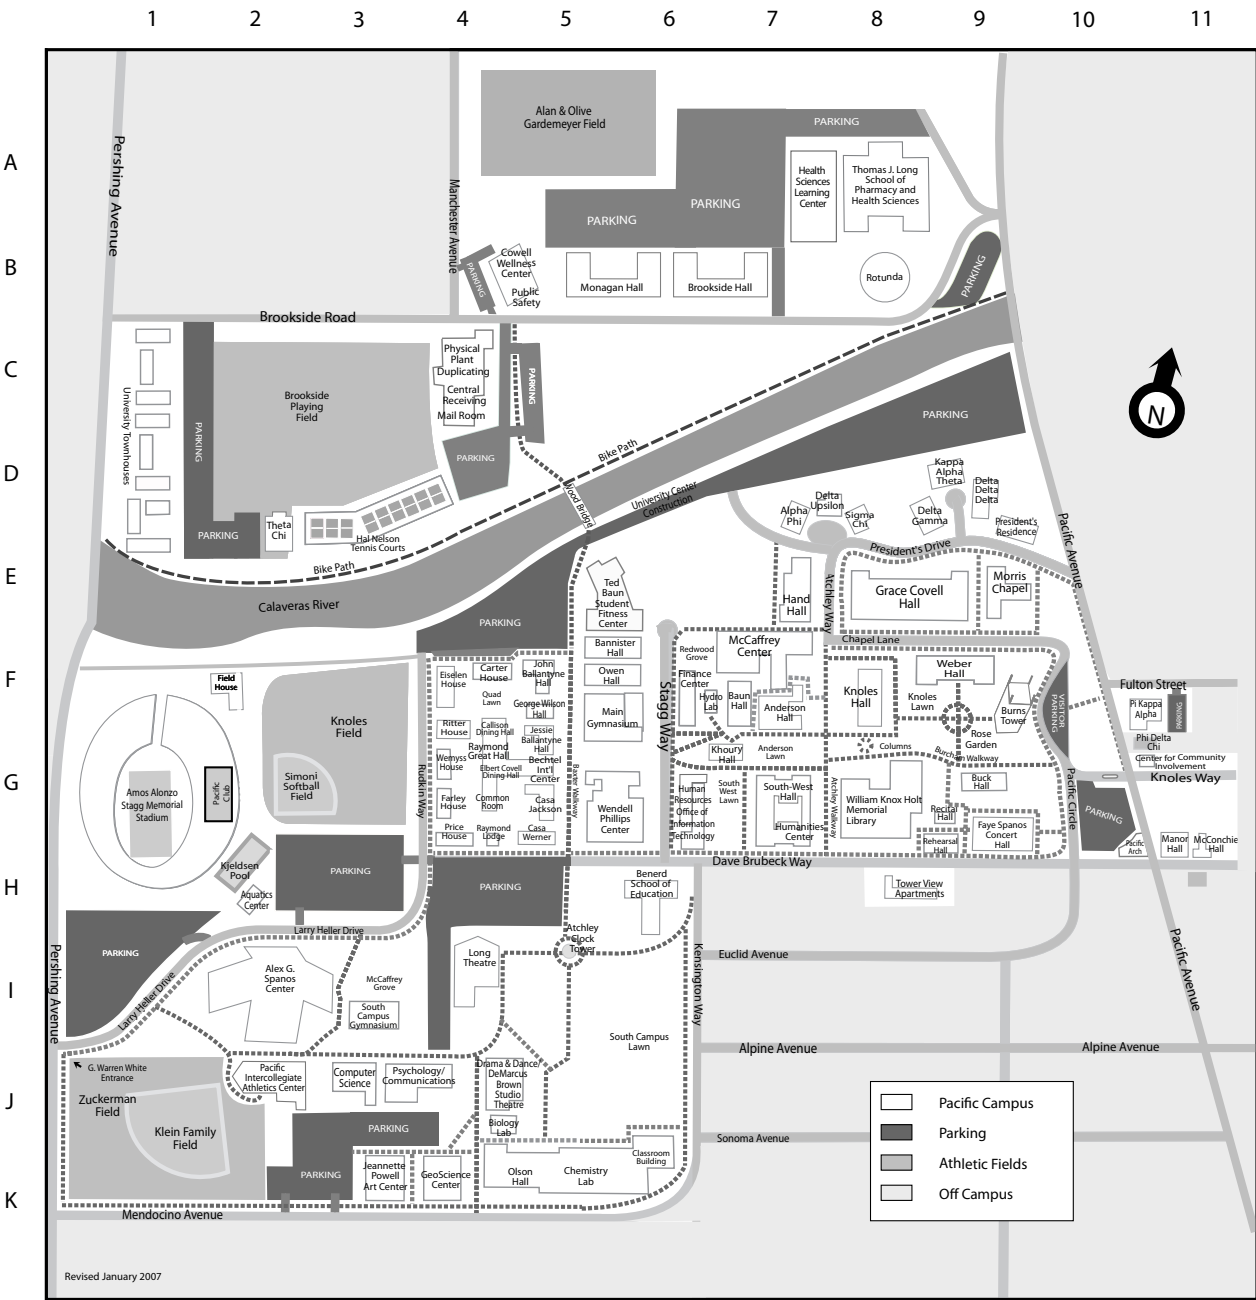 1 2 3 4 5 6 7 8 9 10 11
A
B
C
D
E
F
G
H
I
J
K
Alan & Olive
Gardemeyer Field
PARKING
Pershing Avenue
Manchester Avenue
Health
Sciences
Learning
Center
Thomas J. Long
School of
Pharmacy and
Health Sciences
PARKING
PARKING
PARKING
Cowell
Wellness
Center
Public
Safety
Monagan Hall
Brookside Hall
Rotunda
PARKING
Brookside Road
Physical
Plant
Duplicating
Central
Receiving
Mail Room
PARKING
University Townhouses
PARKING
Brookside
Playing
Field
PARKING
N
PARKING
Bike Path
Wood Bridge
University Center
Construction
Kappa
Alpha
Theta
Delta
Delta
Delta
Delta
Upsilon
Alpha
Phi
Sigma
Chi
Delta
Gamma
President's
Residence
PARKING
Theta
Chi
Hal Nelson
Tennis Courts
President's Drive
Pacific Avenue
Bike Path
Calaveras River
PARKING
Ted
Baun
Student
Fitness
Center
Hand
Hall
Atchley Way
Grace Covell
Hall
Morris
Chapel
Chapel Lane
Bannister
Hall
Redwood
Grove
McCaffrey
Center
Field
House
Eiselen
House
Carter
House
John
Ballantyne
Hall
Owen
Hall
Finance
Center
Weber
Hall
Fulton Street
Quad
Lawn
George Wilson
Hall
Main
Gymnasium
Stagg Way
Hydro
Lab
Baun
Hall
Anderson
Hall
Knoles
Hall
Knoles
Lawn
Burns
Tower
VISITOR
PARKING
Pi Kappa
Alpha
PARKING
Knoles
Field
Ritter
House
Callison
Dining Hall
Jessie
Ballantyne
Hall
Rose
Garden
Phi Delta
Chi
Raymond
Great Hall
Khoury
Hall
Anderson
Lawn
Columns
Burcham Walkway
Center for Community
Involvement
Knoles Way
Wemyss
House
Elbert Covell
Dining Hall
Bechtel
Int'l
Center
Simoni
Softball
Field
Amos Alonzo
Stagg Memorial
Stadium
Pacific
Club
Rudkin Way
Baxter Walkway
Farley
House
Common
Room
Casa
Jackson
Wendell
Phillips
Center
Human
Resources
Office of
Information
Technology
South
West
Lawn
South-West
Hall
Humanities
Center
Atchley Walkway
William Knox Holt
Memorial
Library
Buck
Hall
Recital
Hall
Rehearsal
Hall
Faye Spanos
Concert
Hall
Pacific Circle
PARKING
Pacific
Arch
Manor
Hall
McConchie
Hall
Price
House
Raymond
Lodge
Casa
Werner
Dave Brubeck Way
Kjeldsen
Pool
Aquatics
Center
PARKING
PARKING
Benerd
School of
Education
Tower View
Apartments
Larry Heller Drive
PARKING
Atchley
Clock
Tower
Euclid Avenue
Pacific Avenue
Pershing Avenue
Larry Heller Drive
Alex G.
Spanos
Center
McCaffrey
Grove
South
Campus
Gymnasium
Long
Theatre
Kensington Way
South Campus
Lawn
Alpine Avenue
Alpine Avenue
G. Warren White
Entrance
Zuckerman
Field
Klein Family
Field
Pacific
Intercollegiate
Athletics Center
Computer
Science
Psychology/
Communications
Drama & Dance/
DeMarcus
Brown
Studio
Theatre
Biology
Lab
PARKING
Sonoma Avenue
PARKING
Jeannette
Powell
Art Center
GeoScience
Center
Olson
Hall
Chemistry
Lab
Classroom
Building
Mendocino Avenue
Pacific Campus
Parking
Athletic Fields
Off Campus
Revised January 2007